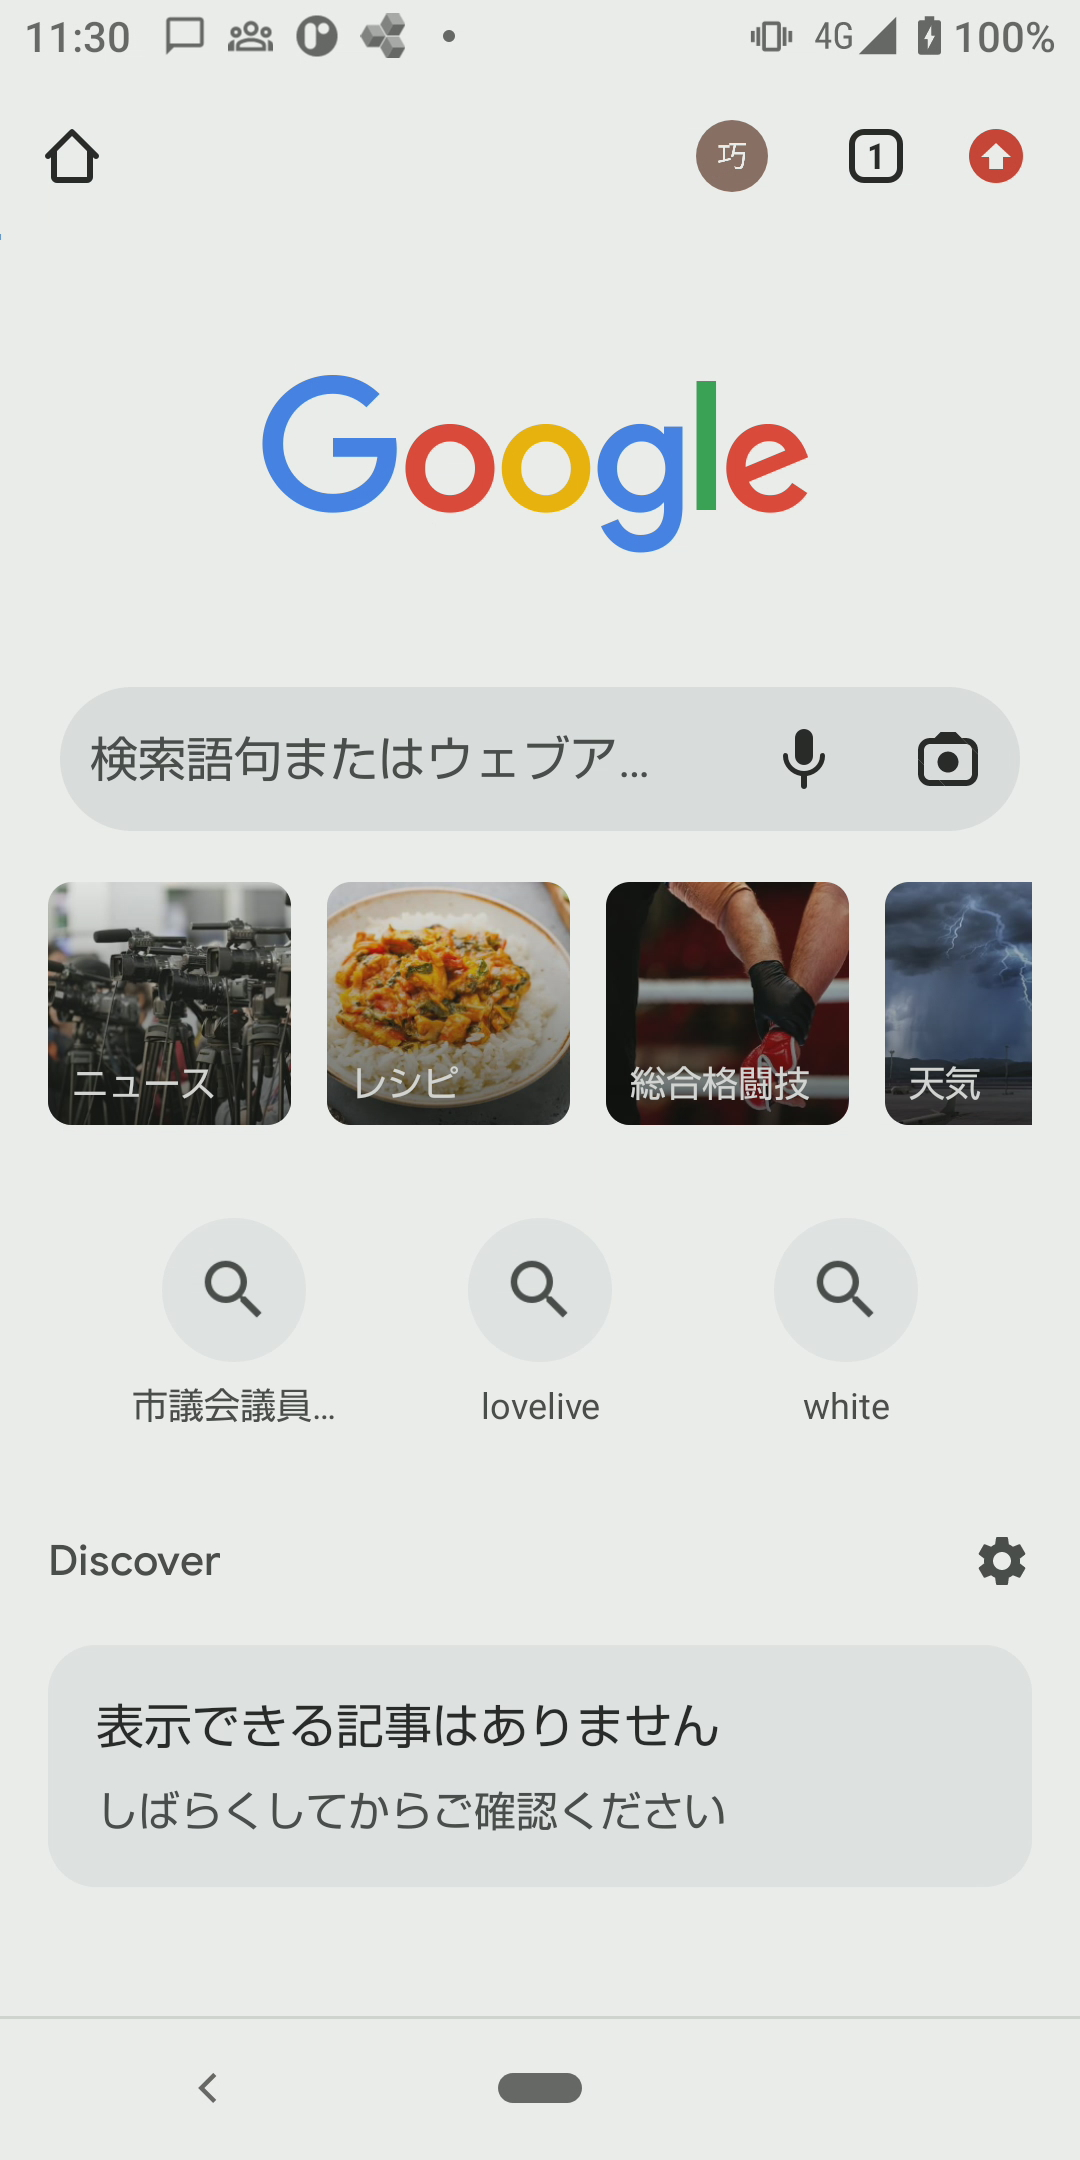 11:30
4G
100%
巧
1
Google
検索語句またはウェブア…
ニュース
レシピ
総合格闘技
天気
市議会議員…
lovelive
white
Discover
表示できる記事はありません
しばらくしてからご確認ください